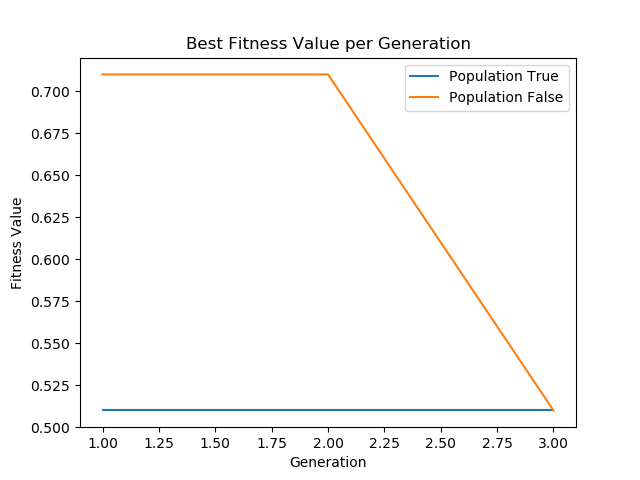 Best Fitness Value per Generation
Population True
Population False
Fitness Value
0.700
0.675
0.650
0.625
0.600
0.575
0.550
0.525
0.500
1.00 1.25 1.50 1.75 2.00 2.25 2.50 2.75 3.00
Generation